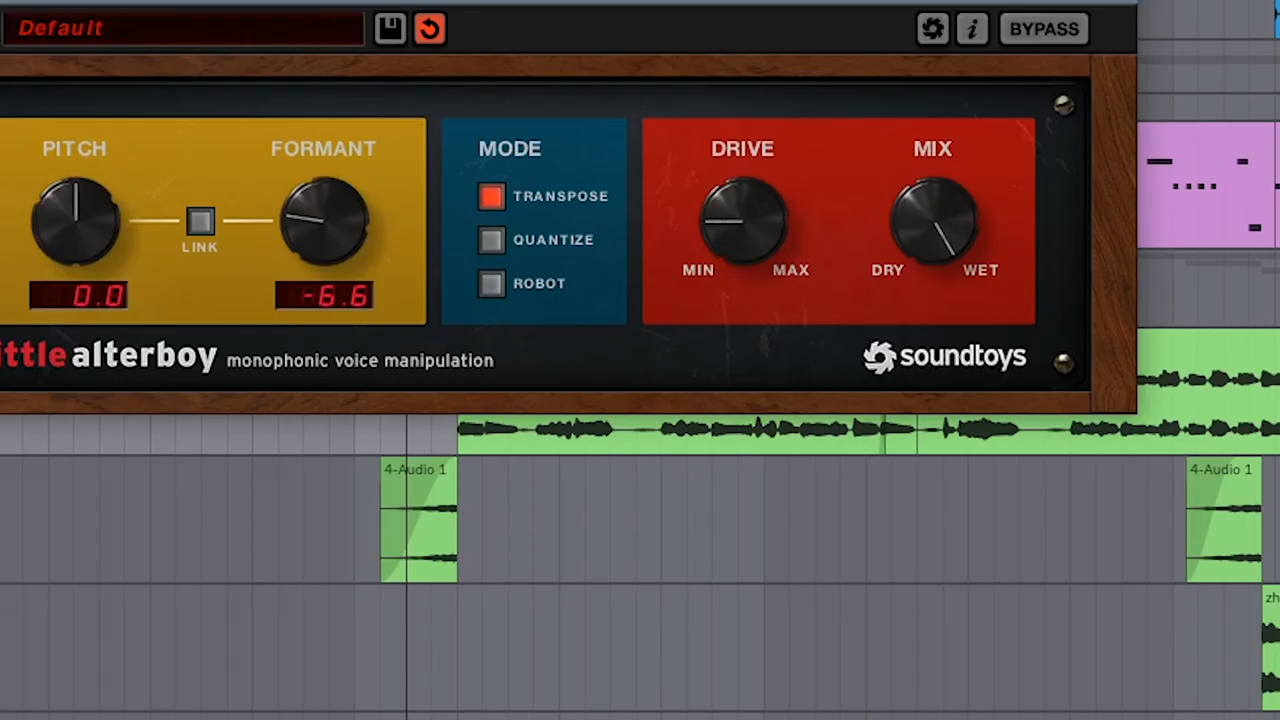 Default
i
BYPASS
PITCH
FORMANT
MODE
DRIVE
MIX
TRANSPOSE
QUANTIZE
ROBOT
LINK
MIN
MAX
DRY
WET
0.0
-6.6
ittle alterboy monophonic voice manipulation
soundtoys
4-Audio 1
4-Audio 1
zh